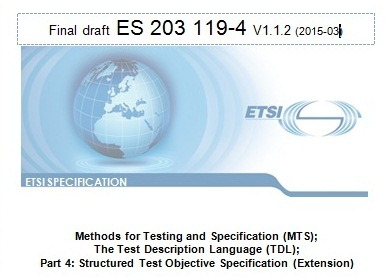 Final draft ES 203 119-4 V1.1.2 (2015-03)
ETSI
ETSI SPECIFICATION
Methods for Testing and Specification (MTS);
The Test Description Language (TDL);
Part 4: Structured Test Objective Specification (Extension)